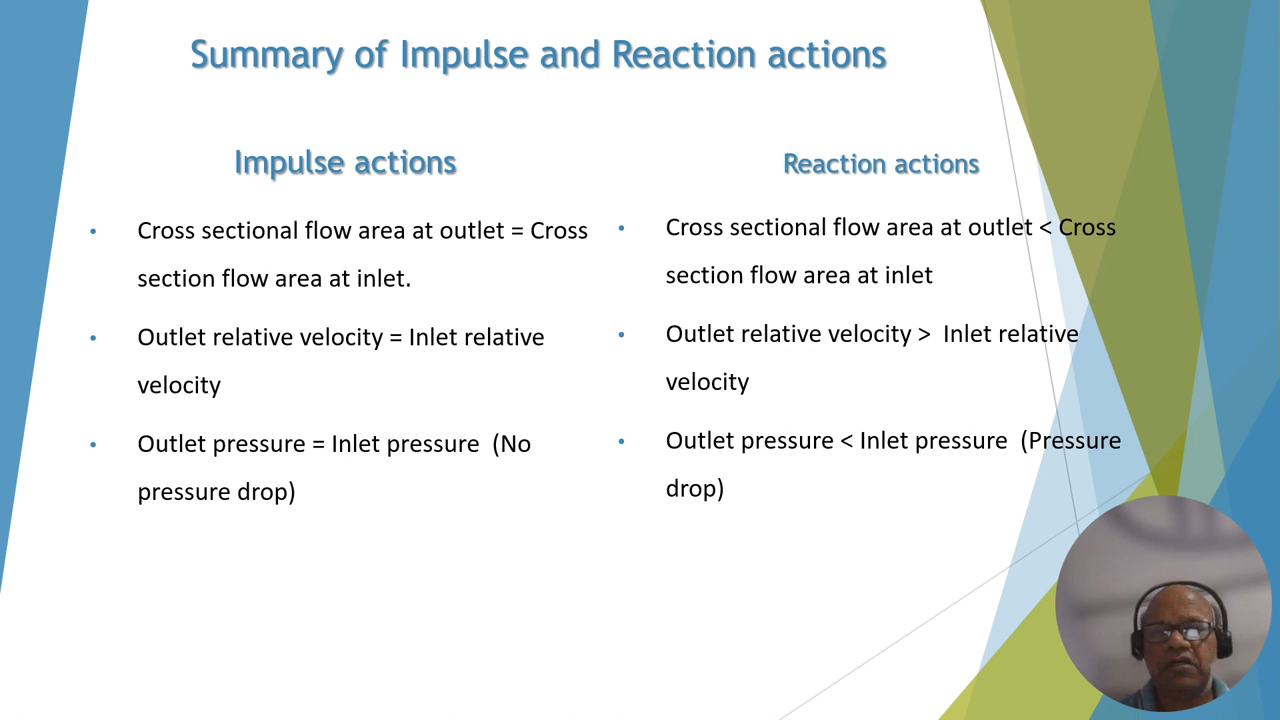 Summary of Impulse and Reaction actions
Impulse actions
• Cross sectional flow area at outlet = Cross
section flow area at inlet.
• Outlet relative velocity = Inlet relative
velocity
• Outlet pressure = Inlet pressure  (No
pressure drop)
Reaction actions
• Cross sectional flow area at outlet < Cross
section flow area at inlet
• Outlet relative velocity >  Inlet relative
velocity
• Outlet pressure < Inlet pressure  (Pressure
drop)